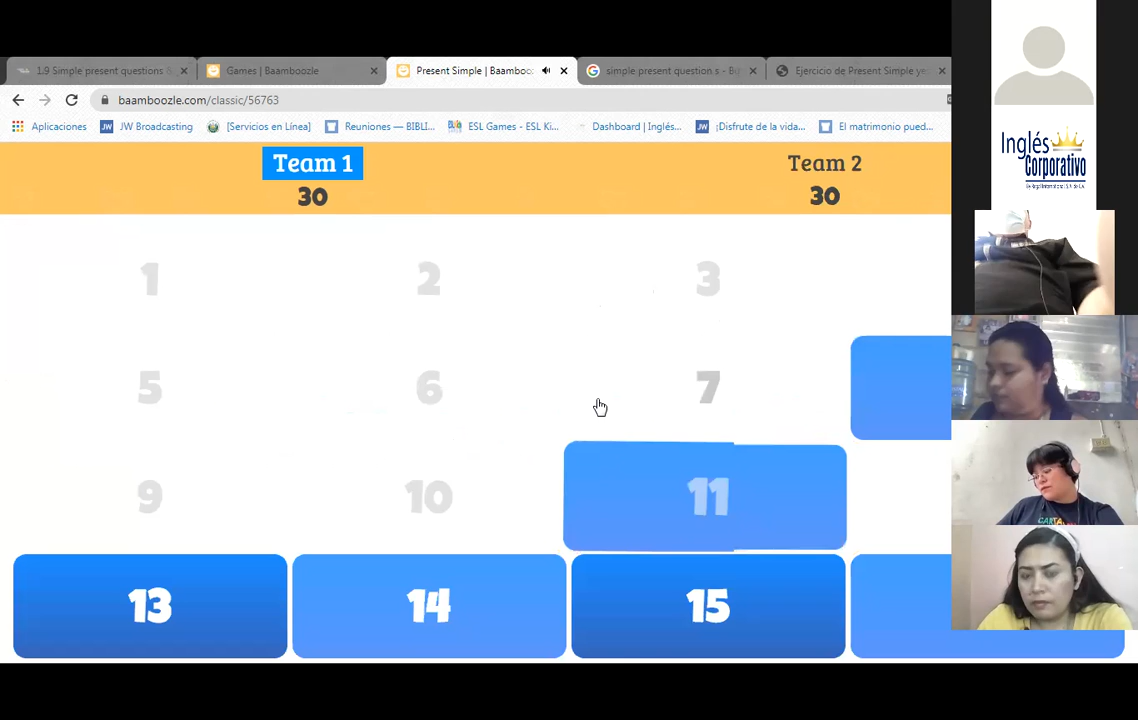 1.9 Simple present questions &
Games | Baamboozle
Present Simple | Baambooz
simple present question s - Bu
Ejercicio de Present Simple ye
baamboozle.com/classic/56763
Aplicaciones
JW Broadcasting
[Servicios en Línea]
Reuniones — BIBLI...
ESL Games - ESL Ki...
Dashboard | Inglés...
¡Disfrute de la vida...
El matrimonio pued...
Team 1
30
Team 2
30
1
2
3
5
6
7
9
10
11
13
14
15
Inglés
Corporativo